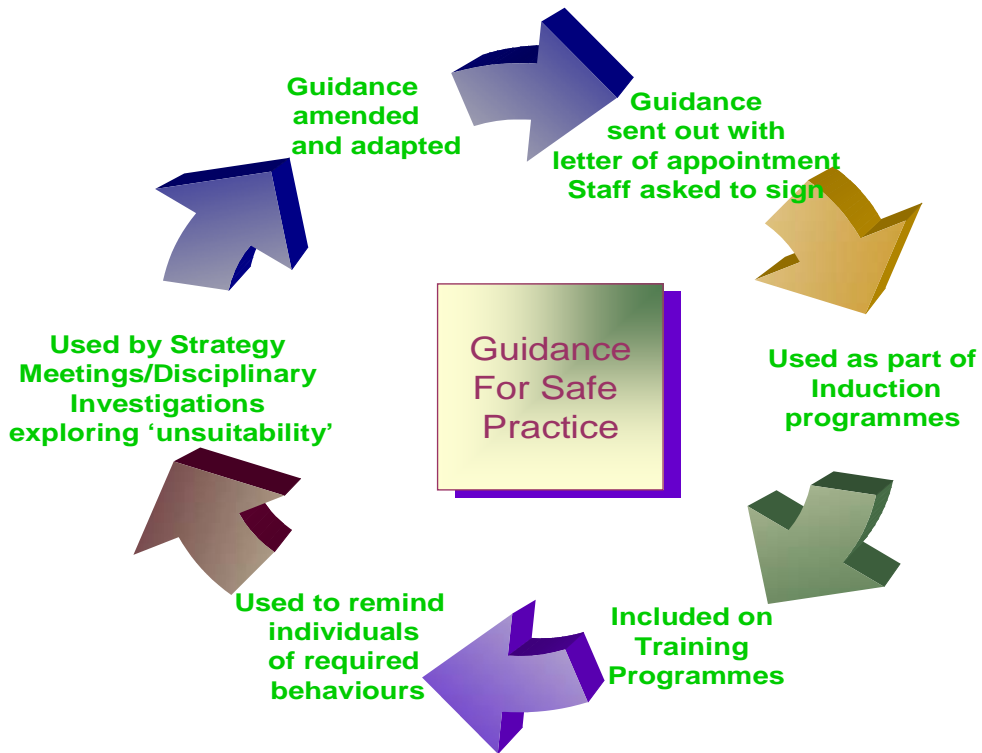 Guidance
amended
and adapted
Guidance
sent out with
letter of appointment
Staff asked to sign
Used as part of
Induction
programmes
Included on
Training
Programmes
Used to remind
individuals
of required
behaviours
Used by Strategy
Meetings/Disciplinary
Investigations
exploring ‘unsuitability’
Guidance
For Safe
Practice